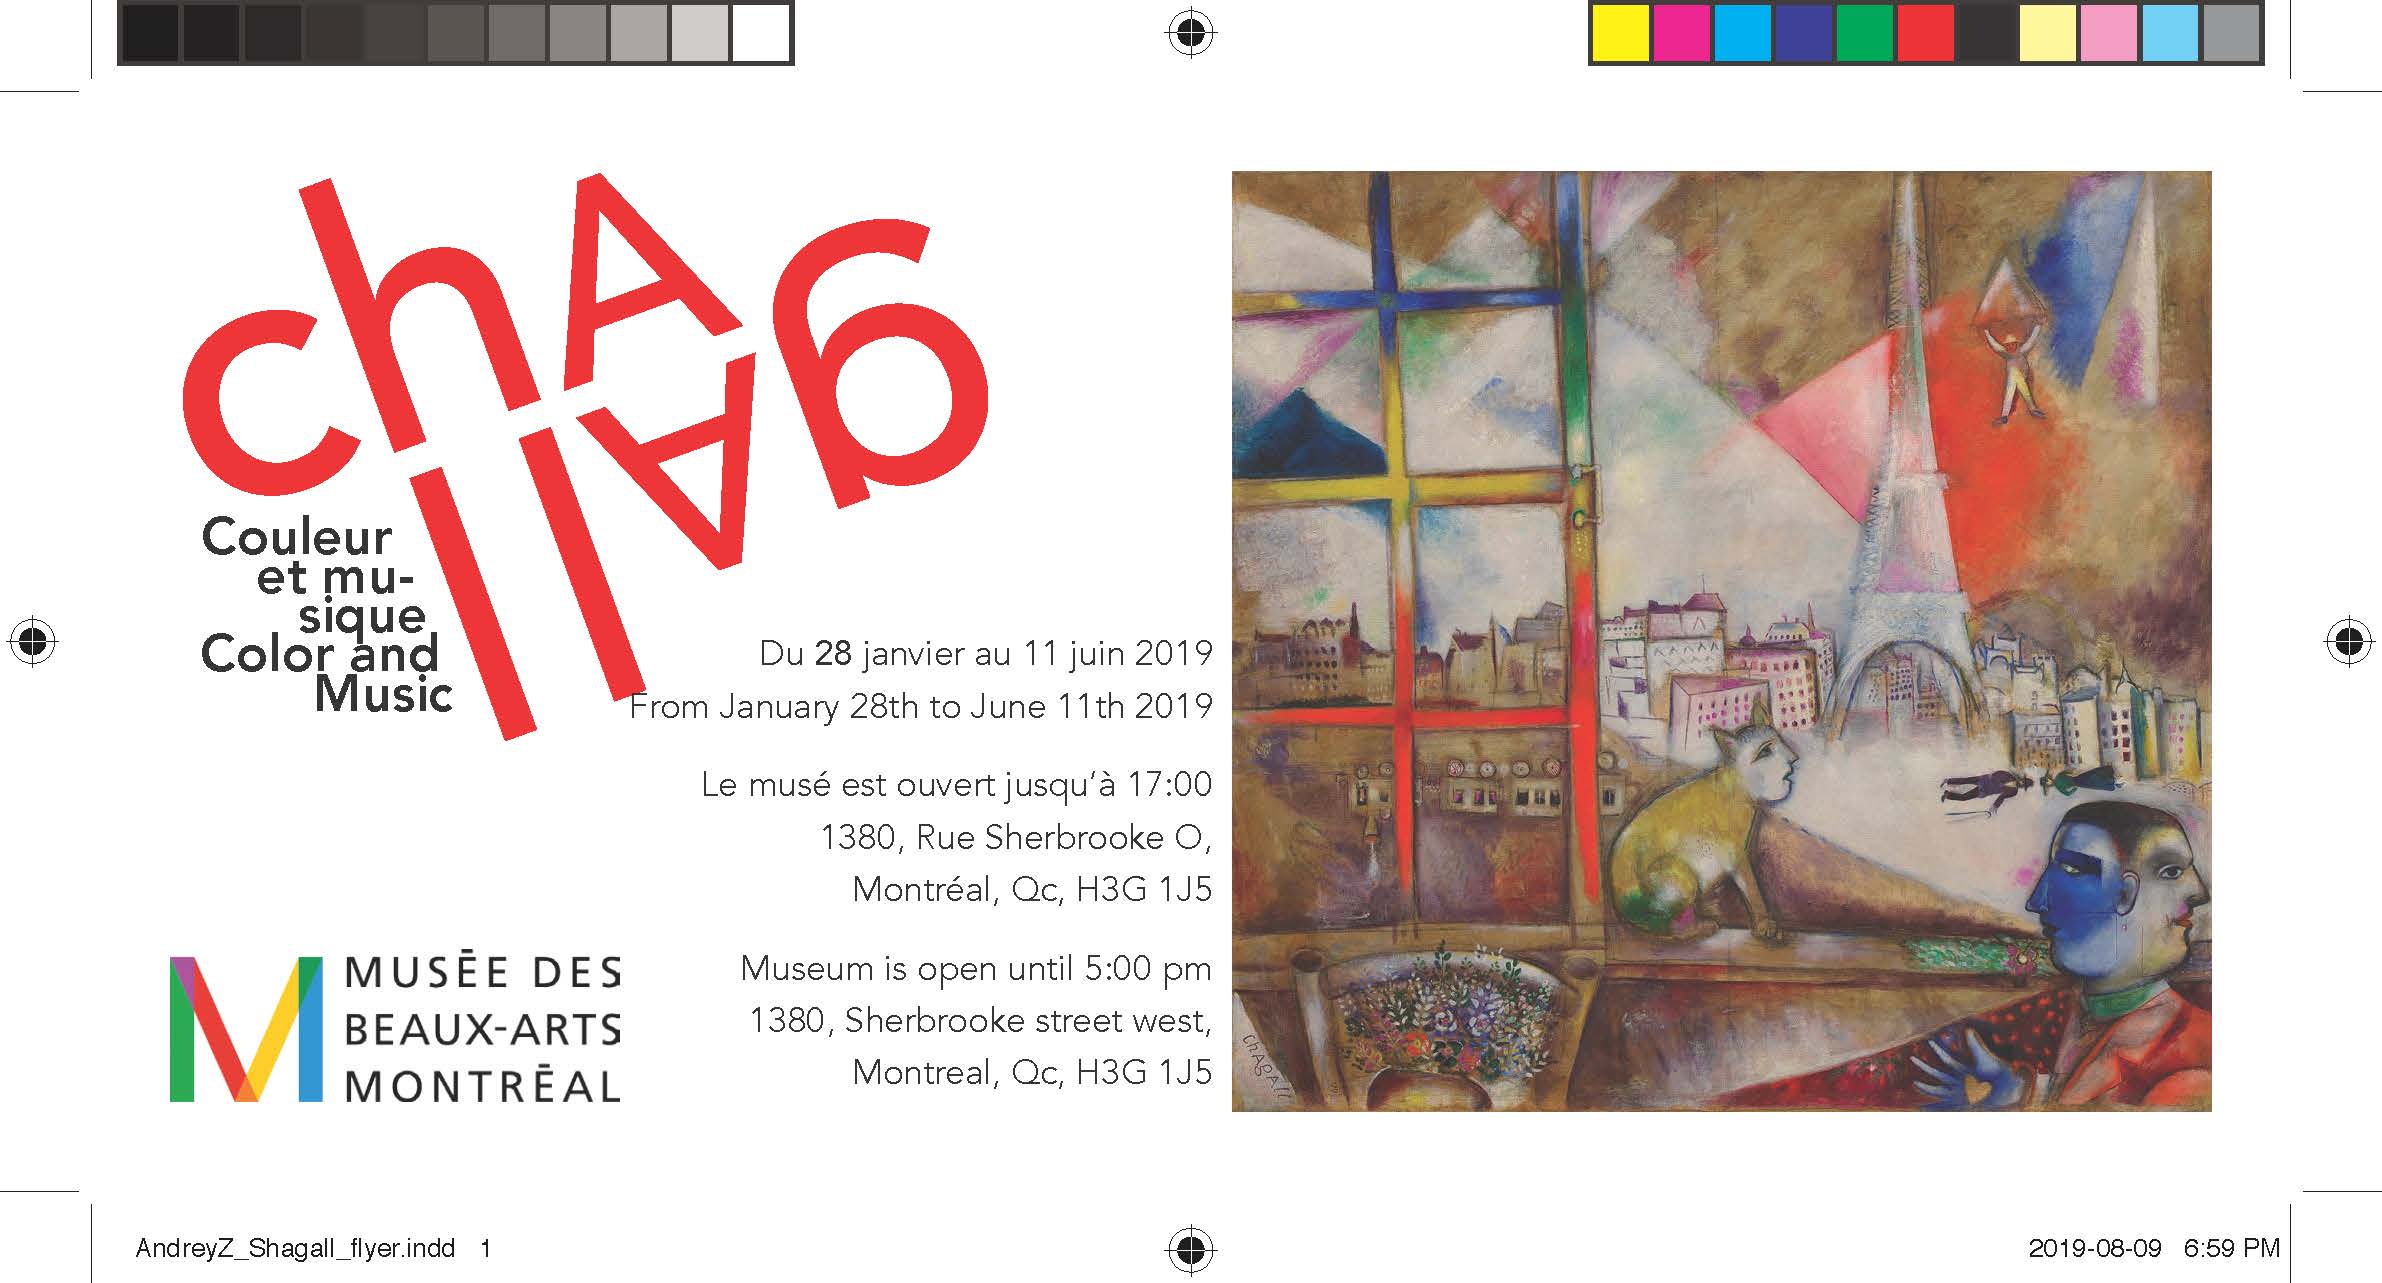 chAgAll
Couleur
et mu-
sique
Color and
Music
Du 28 janvier au 11 juin 2019
From January 28th to June 11th 2019
Le musé est ouvert jusqu’à 17:00
1380, Rue Sherbrooke O,
Montréal, Qc, H3G 1J5
Museum is open until 5:00 pm
1380, Sherbrooke street west,
Montreal, Qc, H3G 1J5
M MUSĒE DES
BEAUX-ARTS
MONTRĒAL
chAgAll
AndreyZ_Shagall_flyer.indd 1
2019-08-09 6:59 PM